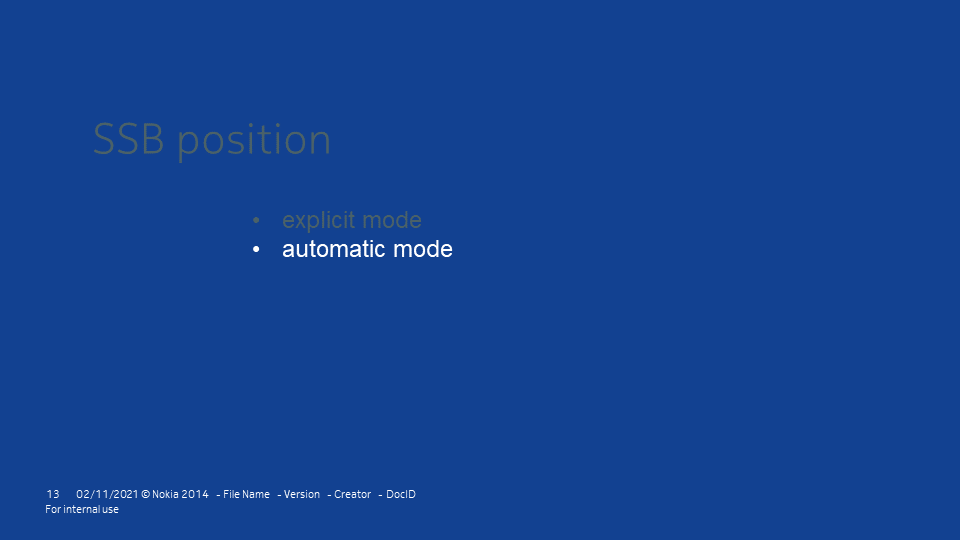 SSB position
• explicit mode
• automatic mode
13 02/11/2021 © Nokia 2014 - File Name - Version - Creator - DocID
For internal use